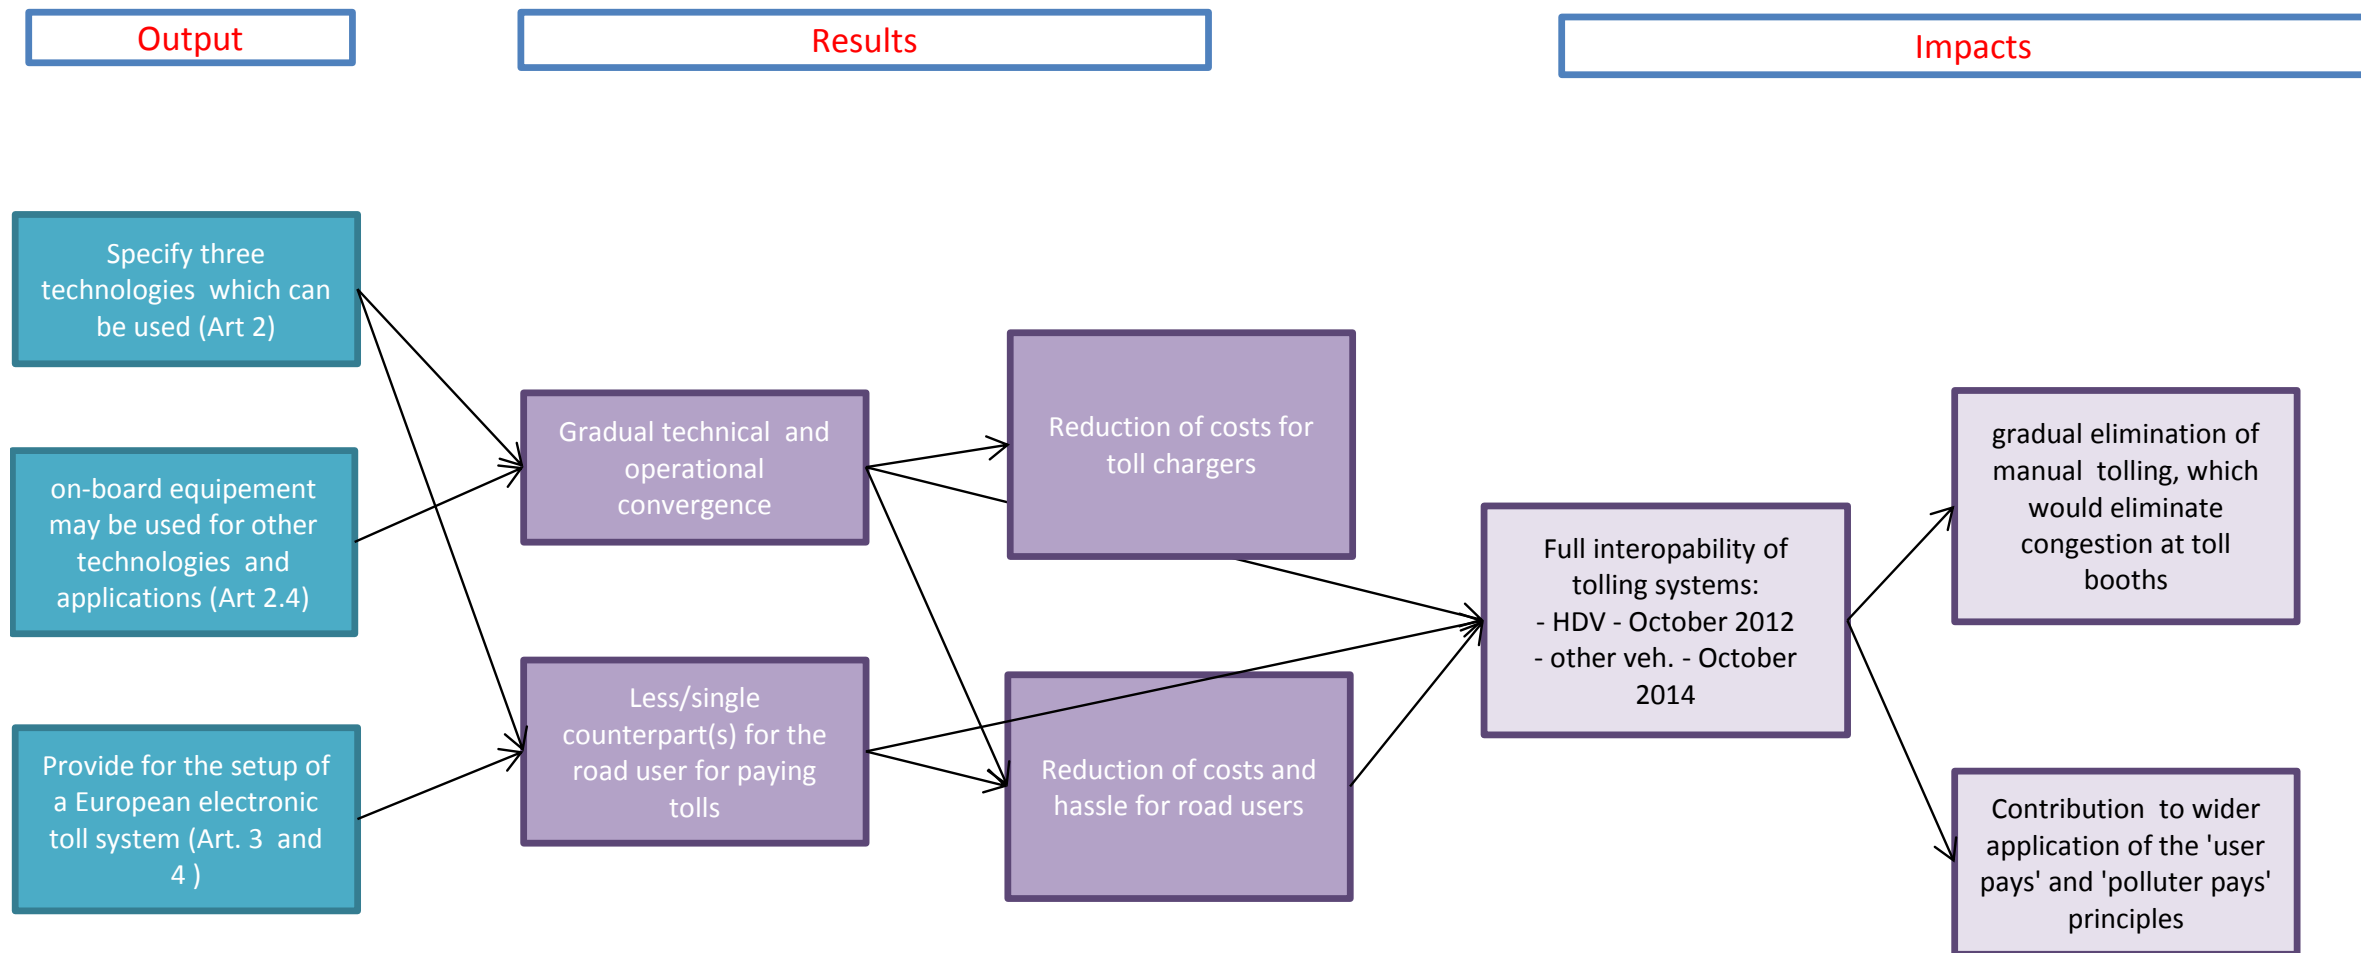 Output
Results
Impacts
Specify three
technologies which can
be used (Art 2)
on-board equipement
may be used for other
technologies and
applications (Art 2.4)
Provide for the setup of
a European electronic
toll system (Art. 3 and
4 )
Gradual technical and
operational
convergence
Less/single
counterpart(s) for the
road user for paying
tolls
Reduction of costs for
toll chargers
Reduction of costs and
hassle for road users
Full interopability of
tolling systems:
- HDV - October 2012
- other veh. - October
2014
gradual elimination of
manual tolling, which
would eliminate
congestion at toll
booths
Contribution to wider
application of the 'user
pays' and 'polluter pays'
principles